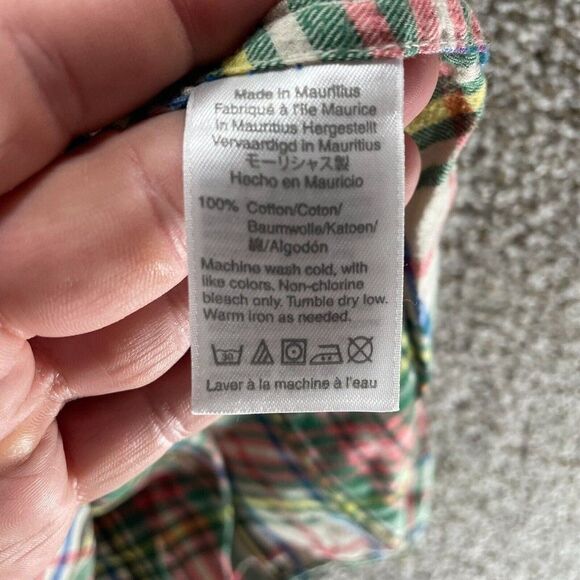 Made in Mauritius
Fabriqué à l'île Maurice
In Mauritius Hergestellt
Vervaardigd in Mauritius
モーリシャス製
Hecho en Mauricio
100% Cotton/Coton/
Baumwolle/Katoen/
綿/Algodón
Machine wash cold, with
like colors. Non-chlorine
bleach only. Tumble dry low.
Warm iron as needed.
30
Laver à la machine à l'eau